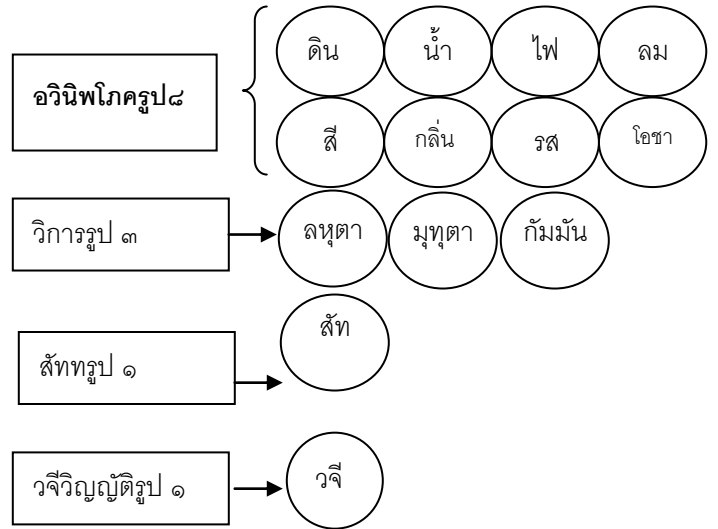 อวินิพโภครูป๘
ดิน น้ำ ไฟ ลม
สี กลิ่น รส โอชา
วิการรูป ๓
ลหุตา มุทุตา กัมมัน
สัททรูป ๑
สัท
วจีวิญญัติรูป ๑
วจี